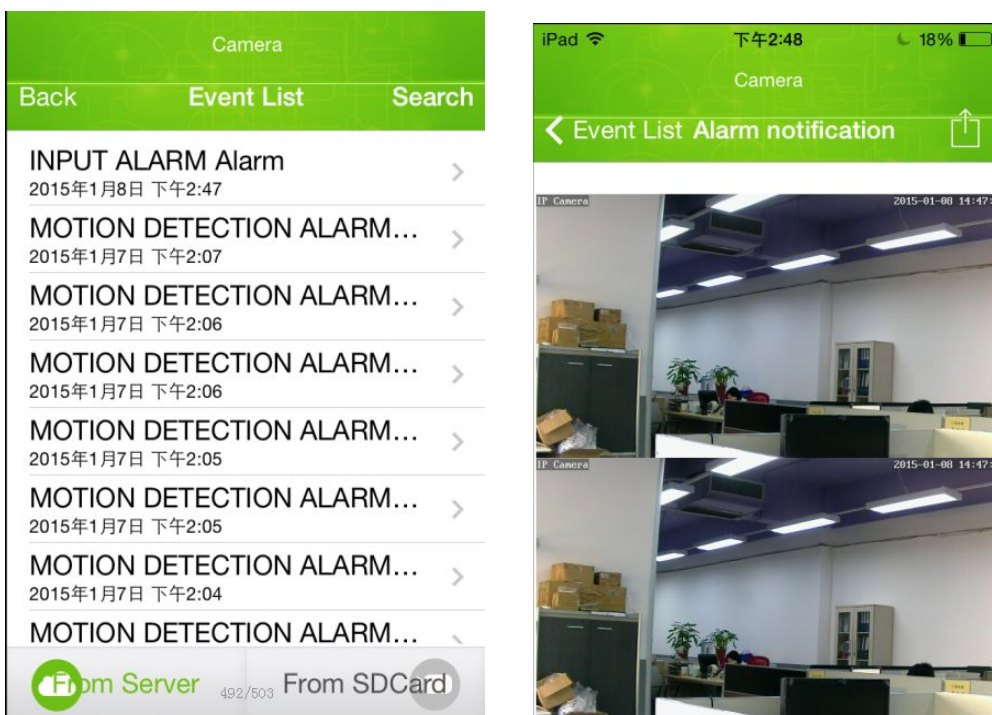 Camera
Back Event List Search
INPUT ALARM Alarm
2015年1月8日 下午2:47
MOTION DETECTION ALARM...
2015年1月7日 下午2:07
MOTION DETECTION ALARM...
2015年1月7日 下午2:06
MOTION DETECTION ALARM...
2015年1月7日 下午2:06
MOTION DETECTION ALARM...
2015年1月7日 下午2:05
MOTION DETECTION ALARM...
2015年1月7日 下午2:05
MOTION DETECTION ALARM...
2015年1月7日 下午2:04
MOTION DETECTION ALARM...
From Server 492/503 From SDCard
iPad 下午2:48 18%
Camera
Event List Alarm notification
IP Camera 2015-01-08 14:47:
IP Camera 2015-01-08 14:47: